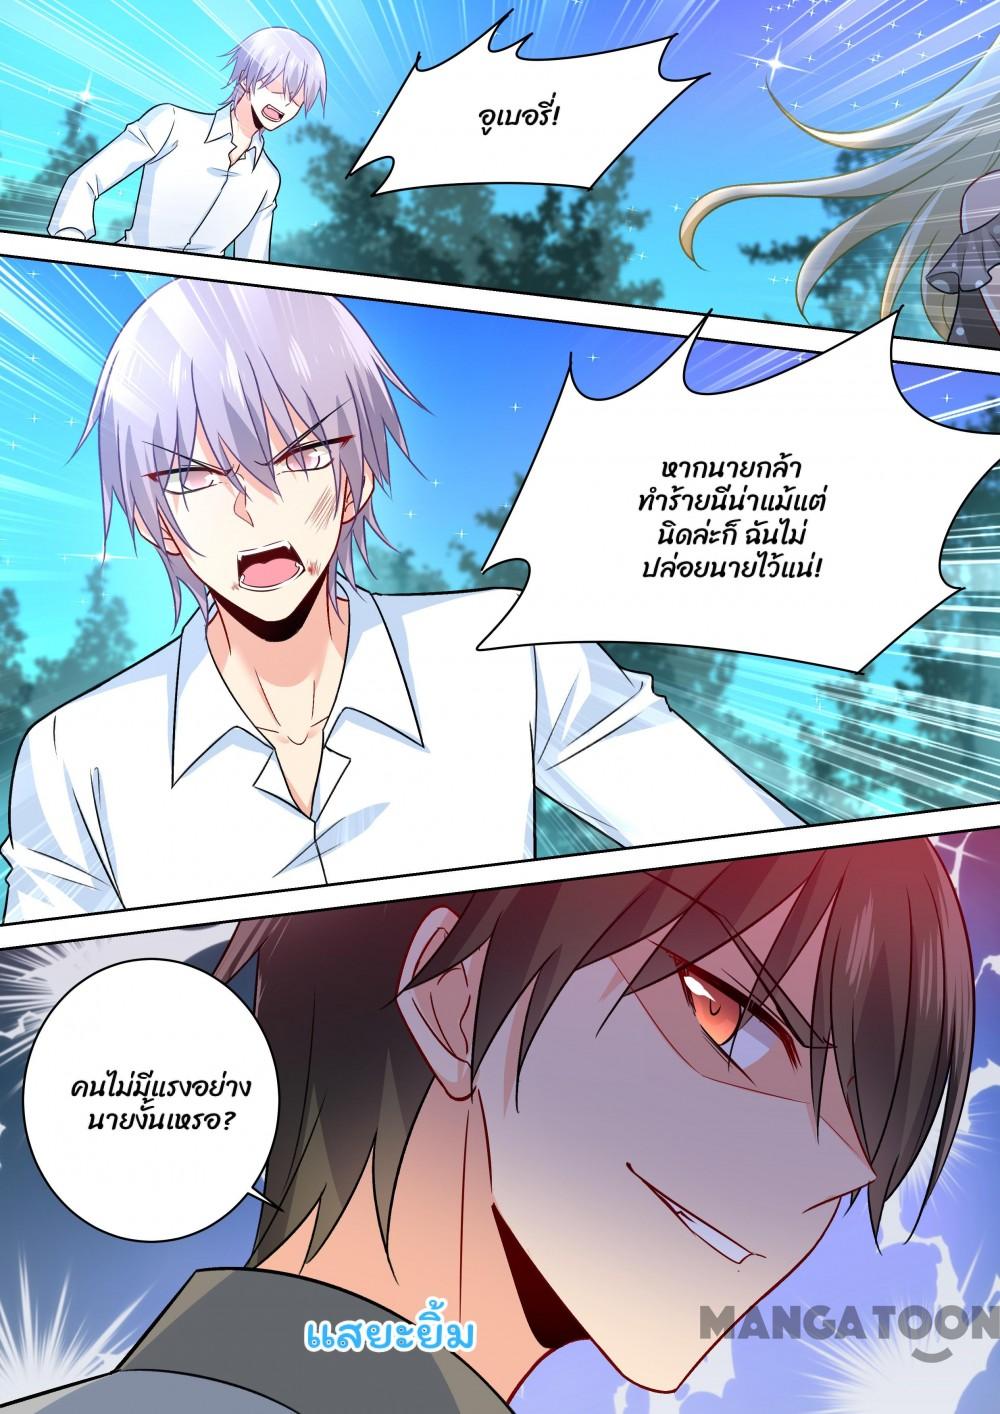 อูเบอรี่!
หากนายกล้า
ทำร้ายนีน่าแม้แต่
นิดล่ะก็ ฉันไม่
ปล่อยนายไว้แน่!
คนไม่มีแรงอย่าง
นายงั้นเหรอ?
แสยะยิ้ม
MANGATOON